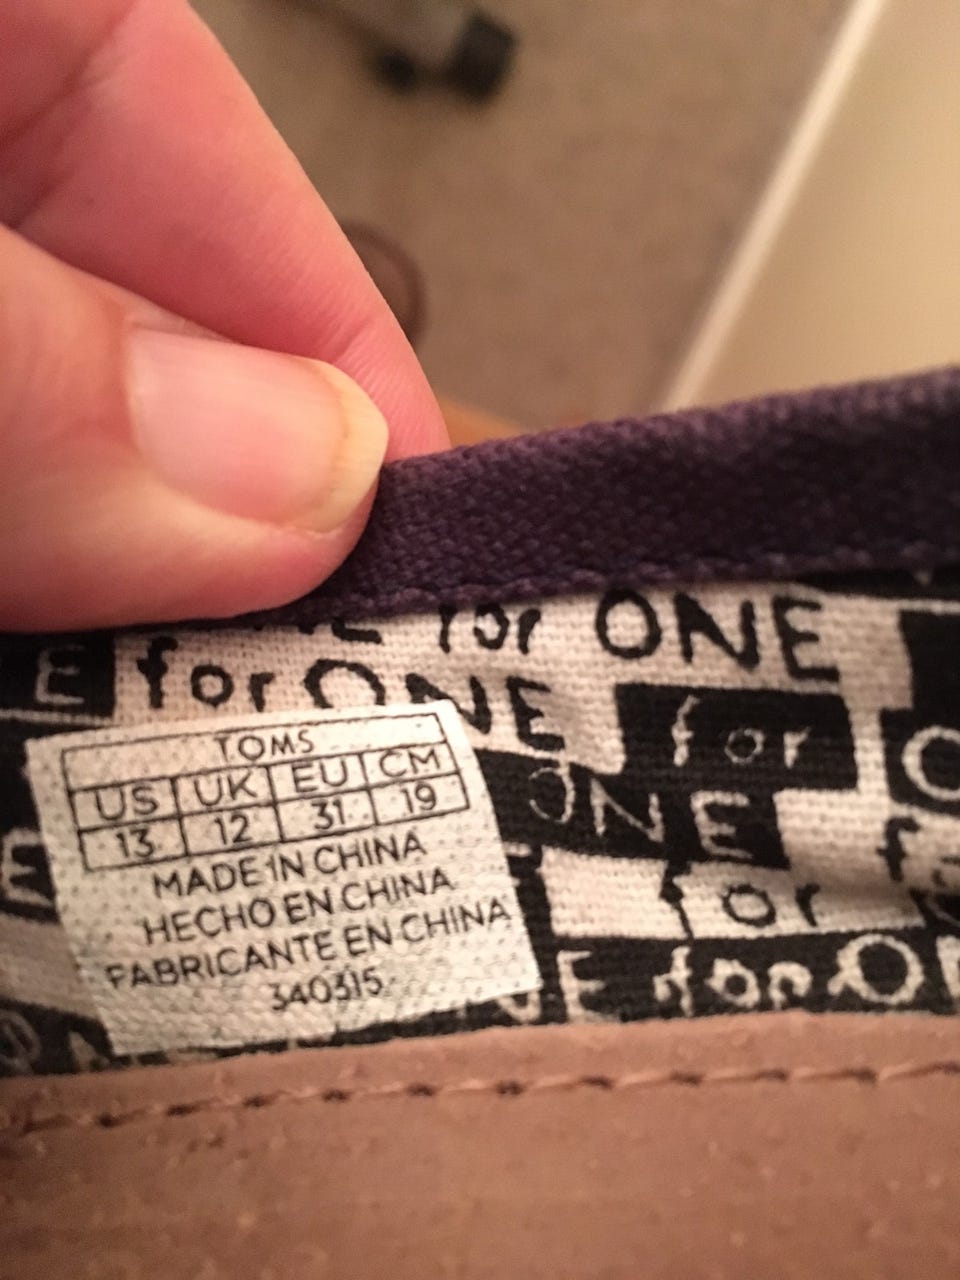 for ONE
E for ONE
for
TOMS
US UK EU CM
13 12 31 19
MADE IN CHINA
HECHO EN CHINA
FABRICANTE EN CHINA
340315
ONE
for
E for